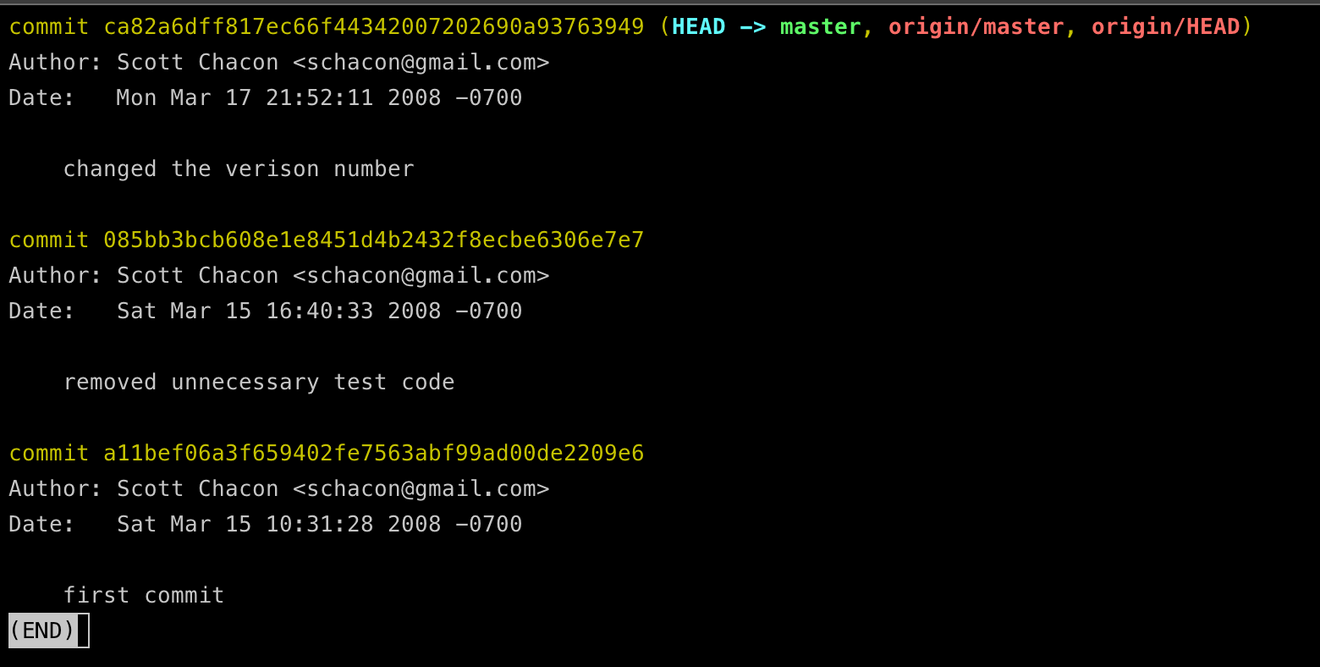 commit ca82a6dff817ec66f44342007202690a93763949 (HEAD -> master, origin/master, origin/HEAD)
Author: Scott Chacon <schacon@gmail.com>
Date:   Mon Mar 17 21:52:11 2008 -0700
    changed the verison number
commit 085bb3bcb608e1e8451d4b2432f8ecbe6306e7e7
Author: Scott Chacon <schacon@gmail.com>
Date:   Sat Mar 15 16:40:33 2008 -0700
    removed unnecessary test code
commit a11bef06a3f659402fe7563abf99ad00de2209e6
Author: Scott Chacon <schacon@gmail.com>
Date:   Sat Mar 15 10:31:28 2008 -0700
    first commit
(END)